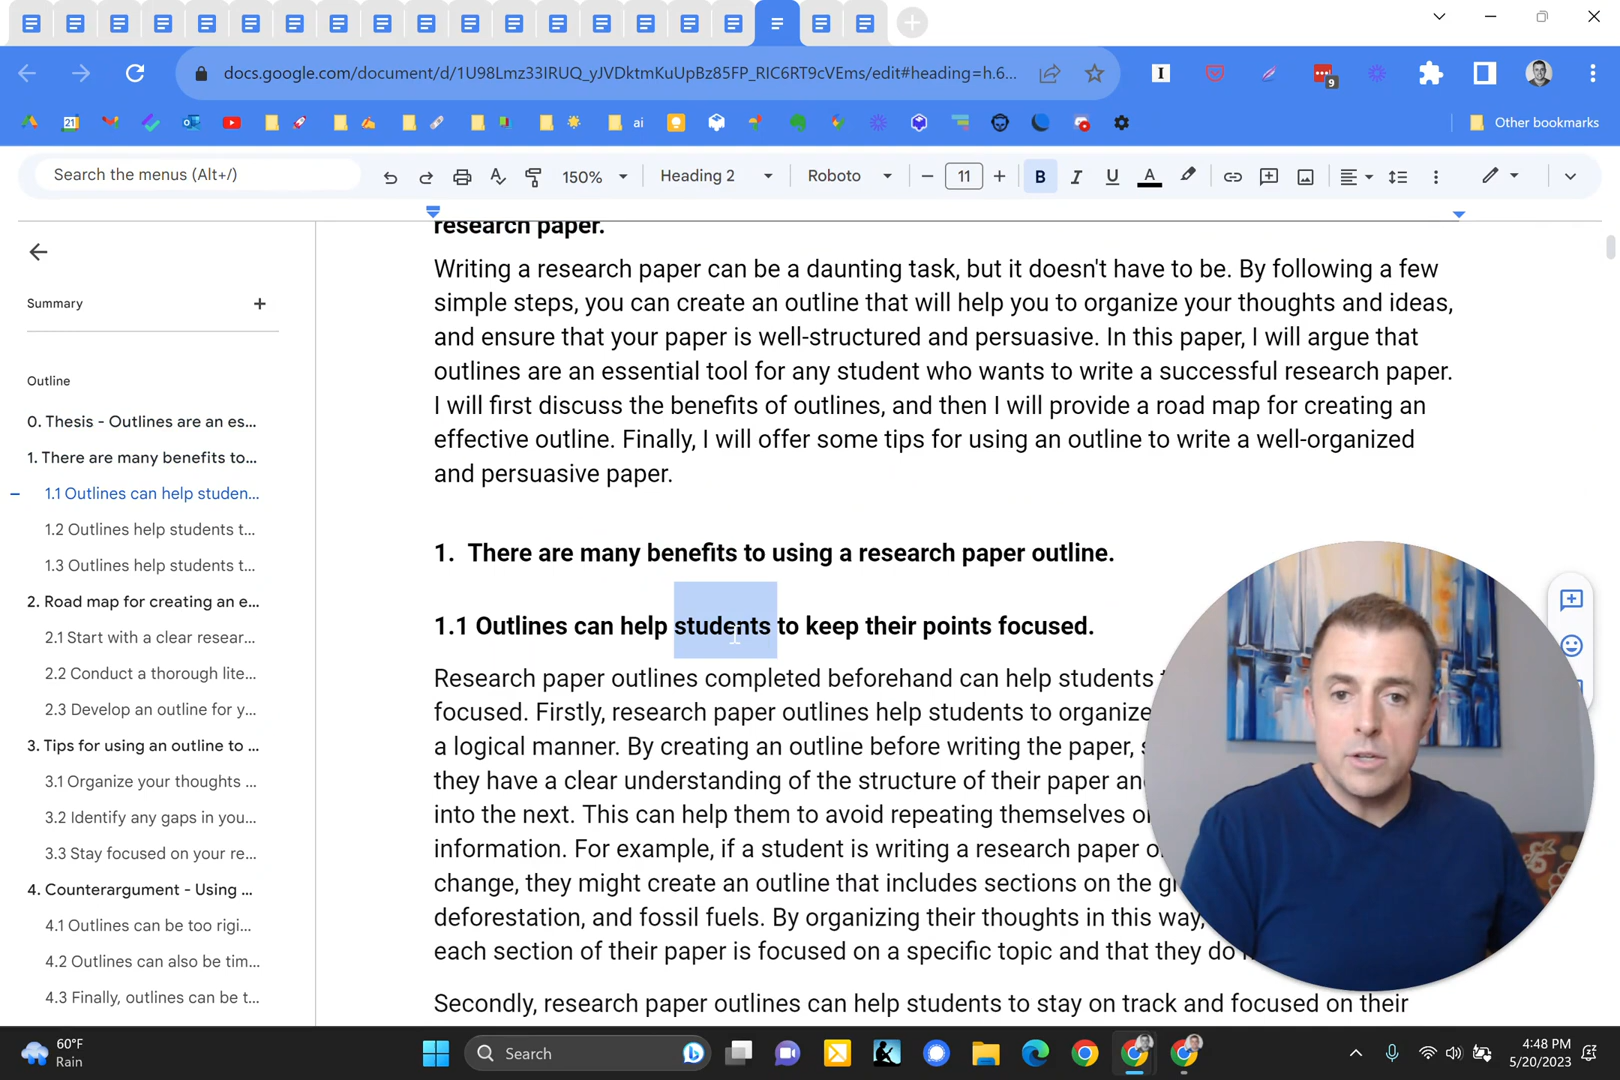 docs.google.com/document/d/1U98Lmz33IRUQ_yJVDktmKuUpBz85FP_RIC6RT9cVEms/edit#heading=h.6...
9
21
ai
Other bookmarks
Search the menus (Alt+/)
150%
Heading 2
Roboto
11
B
I
U
A
research paper.
Writing a research paper can be a daunting task, but it doesn't have to be. By following a few
simple steps, you can create an outline that will help you to organize your thoughts and ideas,
and ensure that your paper is well-structured and persuasive. In this paper, I will argue that
outlines are an essential tool for any student who wants to write a successful research paper.
I will first discuss the benefits of outlines, and then I will provide a road map for creating an
effective outline. Finally, I will offer some tips for using an outline to write a well-organized
and persuasive paper.
1. There are many benefits to using a research paper outline.
1.1 Outlines can help students to keep their points focused.
Research paper outlines completed beforehand can help students
focused. Firstly, research paper outlines help students to organize
a logical manner. By creating an outline before writing the paper,
they have a clear understanding of the structure of their paper
into the next. This can help them to avoid repeating themselves
information. For example, if a student is writing a research paper
change, they might create an outline that includes sections on the
deforestation, and fossil fuels. By organizing their thoughts in this way,
each section of their paper is focused on a specific topic and that they do
Secondly, research paper outlines can help students to stay on track and focused on their
Summary
Outline
0. Thesis - Outlines are an es...
1. There are many benefits to...
1.1 Outlines can help studen...
1.2 Outlines help students t...
1.3 Outlines help students t...
2. Road map for creating an e...
2.1 Start with a clear resear...
2.2 Conduct a thorough lite...
2.3 Develop an outline for y...
3. Tips for using an outline to ...
3.1 Organize your thoughts ...
3.2 Identify any gaps in you...
3.3 Stay focused on your re...
4. Counterargument - Using ...
4.1 Outlines can be too rigi...
4.2 Outlines can also be tim...
4.3 Finally, outlines can be t...
60°F
Rain
Search
4:48 PM
5/20/2023